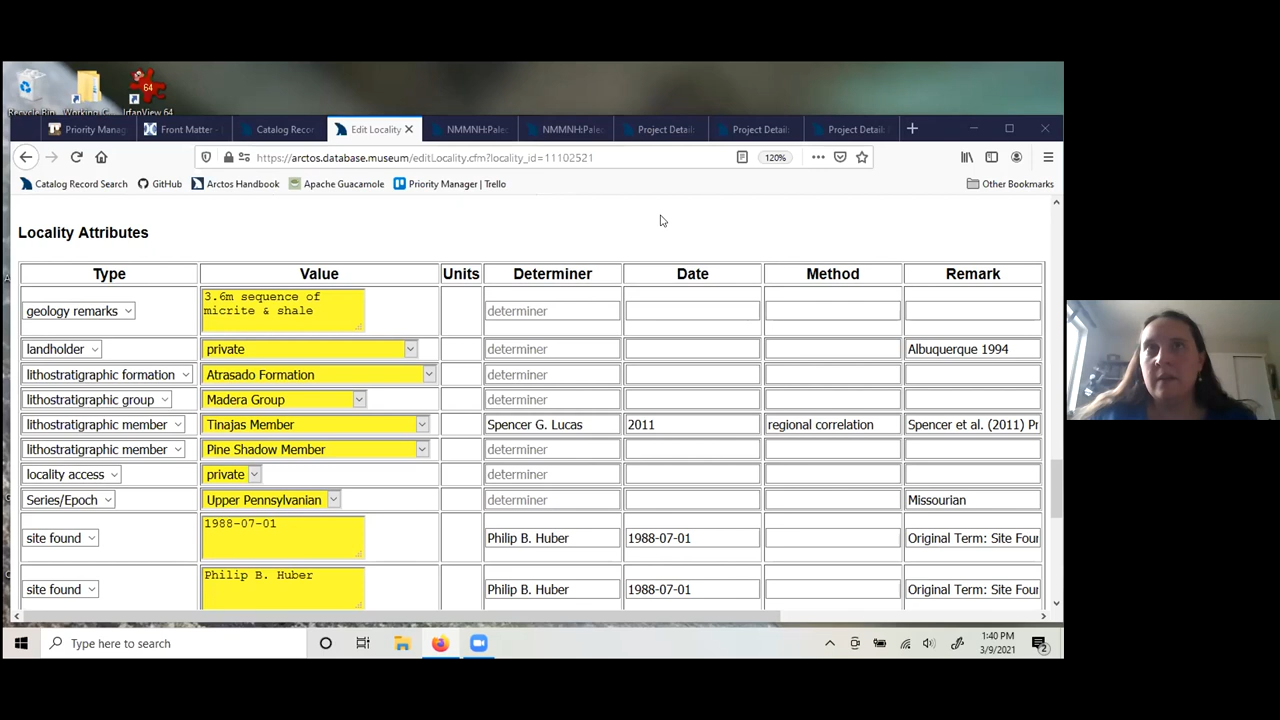 64
Recycle Bin
IrfanView 64
Priority Manag
Front Matter -
Catalog Recor
Edit Locality
NMMNH:Pale
NMMNH:Paleo
Project Detail
Project Details
Project Details
https://arctos.database.museum/editLocality.cfm?locality_id=11102521
120%
Catalog Record Search
GitHub
Arctos Handbook
Apache Guacamole
Priority Manager | Trello
Other Bookmarks
Locality Attributes
Type Value Units Determiner Date Method Remark
geology remarks 3.6m sequence of
micrite & shale
determiner
landholder private determiner Albuquerque 1994
lithostratigraphic formation Atrasado Formation determiner
lithostratigraphic group Madera Group determiner
lithostratigraphic member Tinajas Member Spencer G. Lucas 2011 regional correlation Spencer et al. (2011) Pr
lithostratigraphic member Pine Shadow Member determiner
locality access private determiner
Series/Epoch Upper Pennsylvanian determiner Missourian
site found 1988-07-01 Philip B. Huber 1988-07-01 Original Term: Site Four
site found Philip B. Huber Philip B. Huber 1988-07-01 Original Term: Site Four
Type here to search
1:40 PM
3/9/2021
2